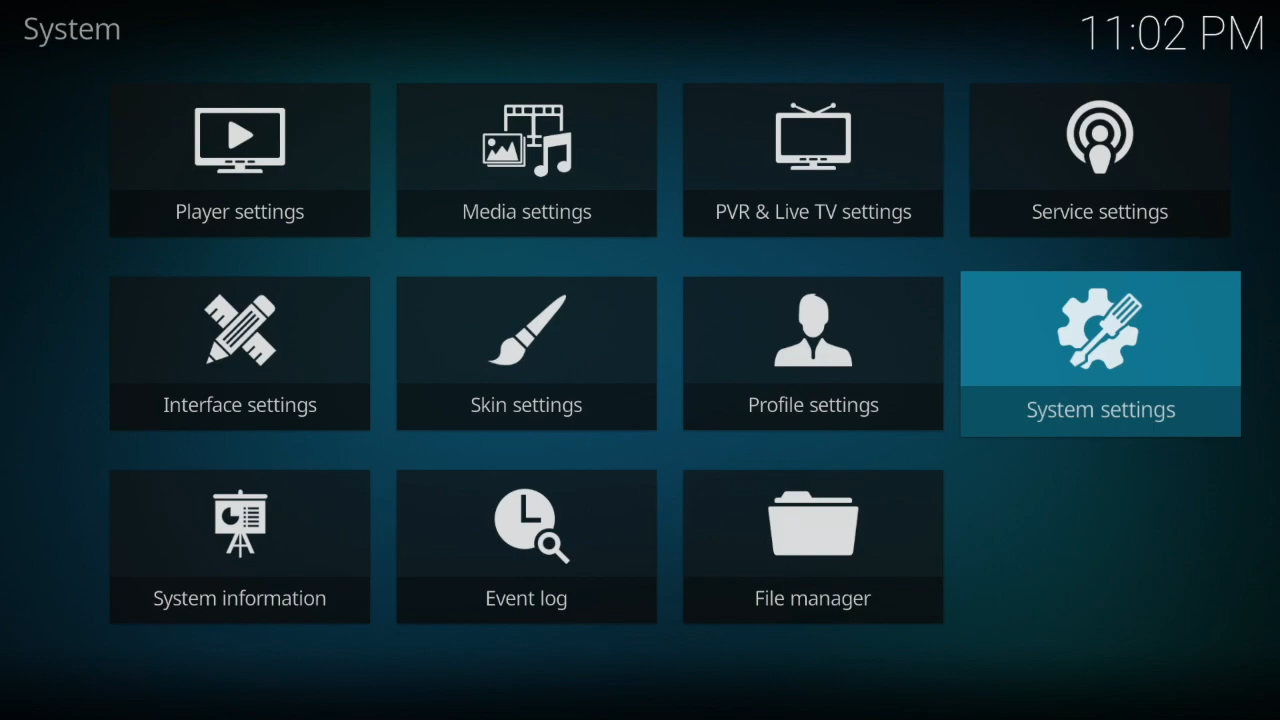 System
11:02 PM
Player settings
Media settings
PVR & Live TV settings
Service settings
Interface settings
Skin settings
Profile settings
System settings
System information
Event log
File manager